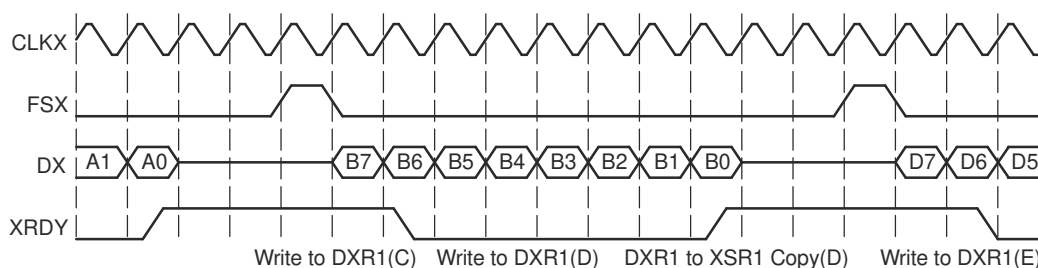 CLKX
FSX
DX A1 A0 B7 B6 B5 B4 B3 B2 B1 B0 D7 D6 D5
XRDY
Write to DXR1(C) Write to DXR1(D) DXR1 to XSR1 Copy(D) Write to DXR1(E)